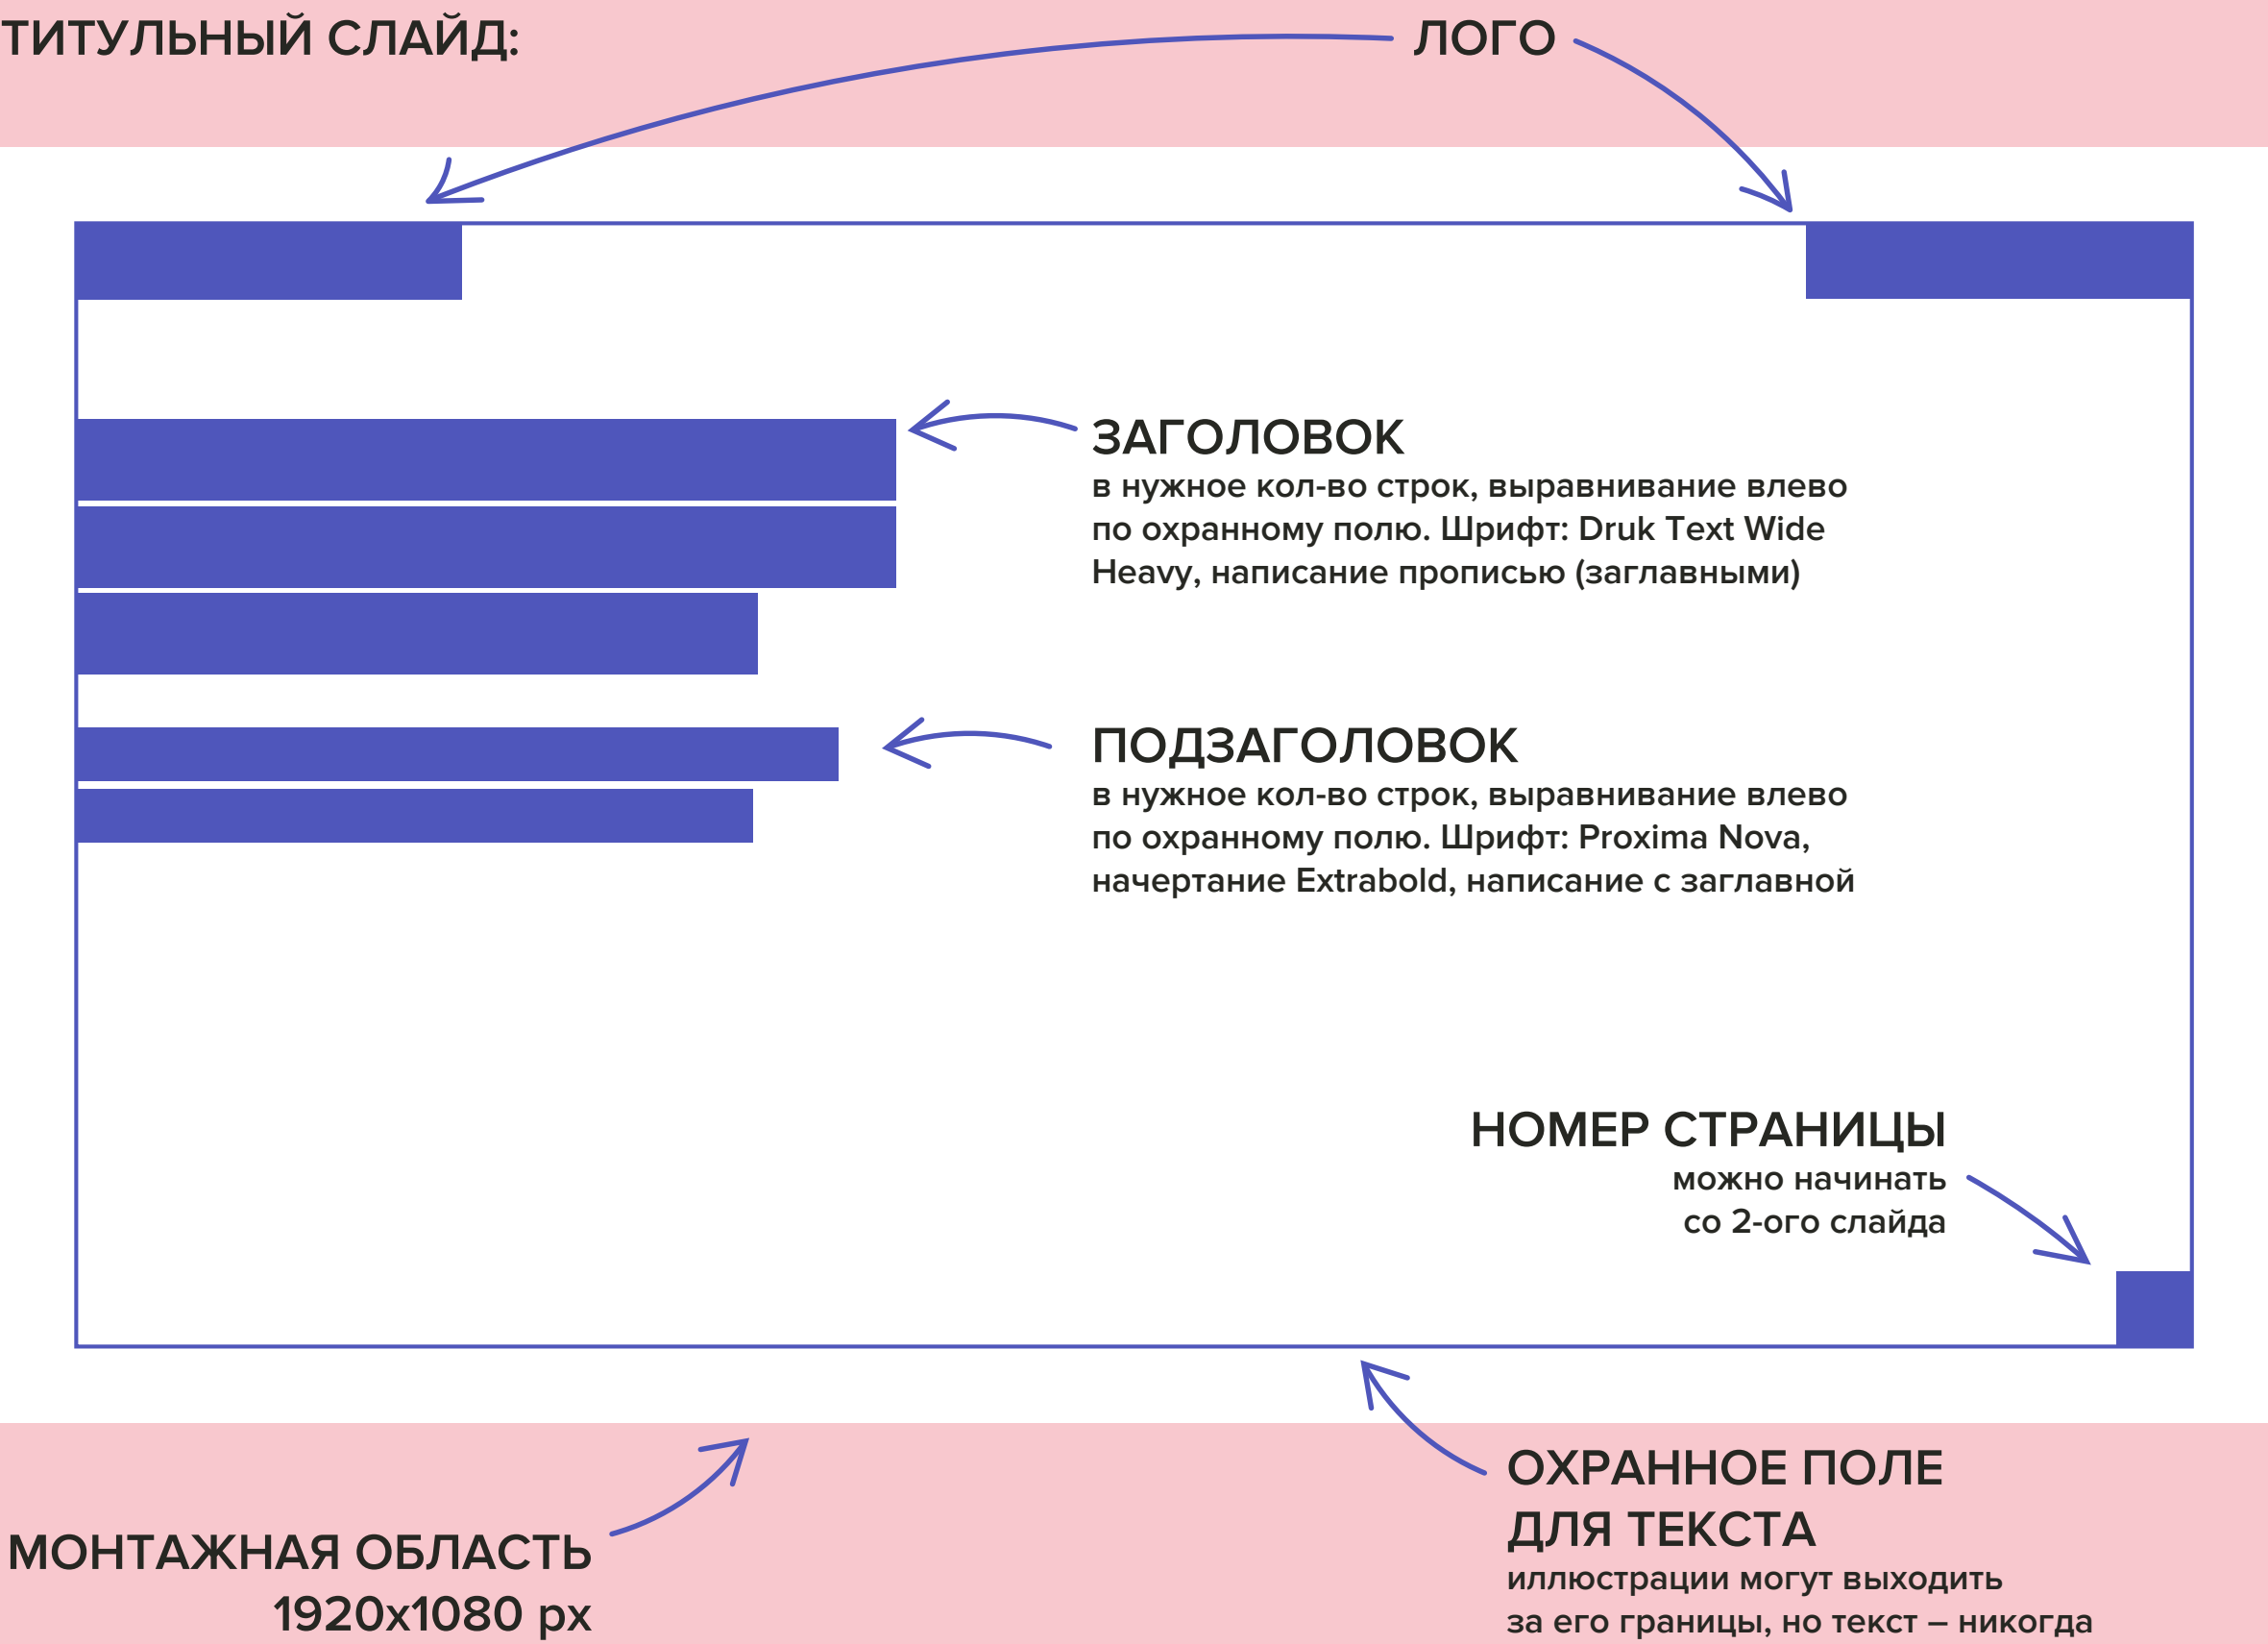 ТИТУЛЬНЫЙ СЛАЙД:
ЛОГО
ЗАГОЛОВОК
в нужное кол-во строк, выравнивание влево
по охранному полю. Шрифт: Druk Text Wide
Heavy, написание прописью (заглавными)
ПОДЗАГОЛОВОК
в нужное кол-во строк, выравнивание влево
по охранному полю. Шрифт: Proxima Nova,
начертание Extrabold, написание с заглавной
НОМЕР СТРАНИЦЫ
можно начинать
со 2-ого слайда
МОНТАЖНАЯ ОБЛАСТЬ
1920х1080 px
ОХРАННОЕ ПОЛЕ
ДЛЯ ТЕКСТА
иллюстрации могут выходить
за его границы, но текст – никогда